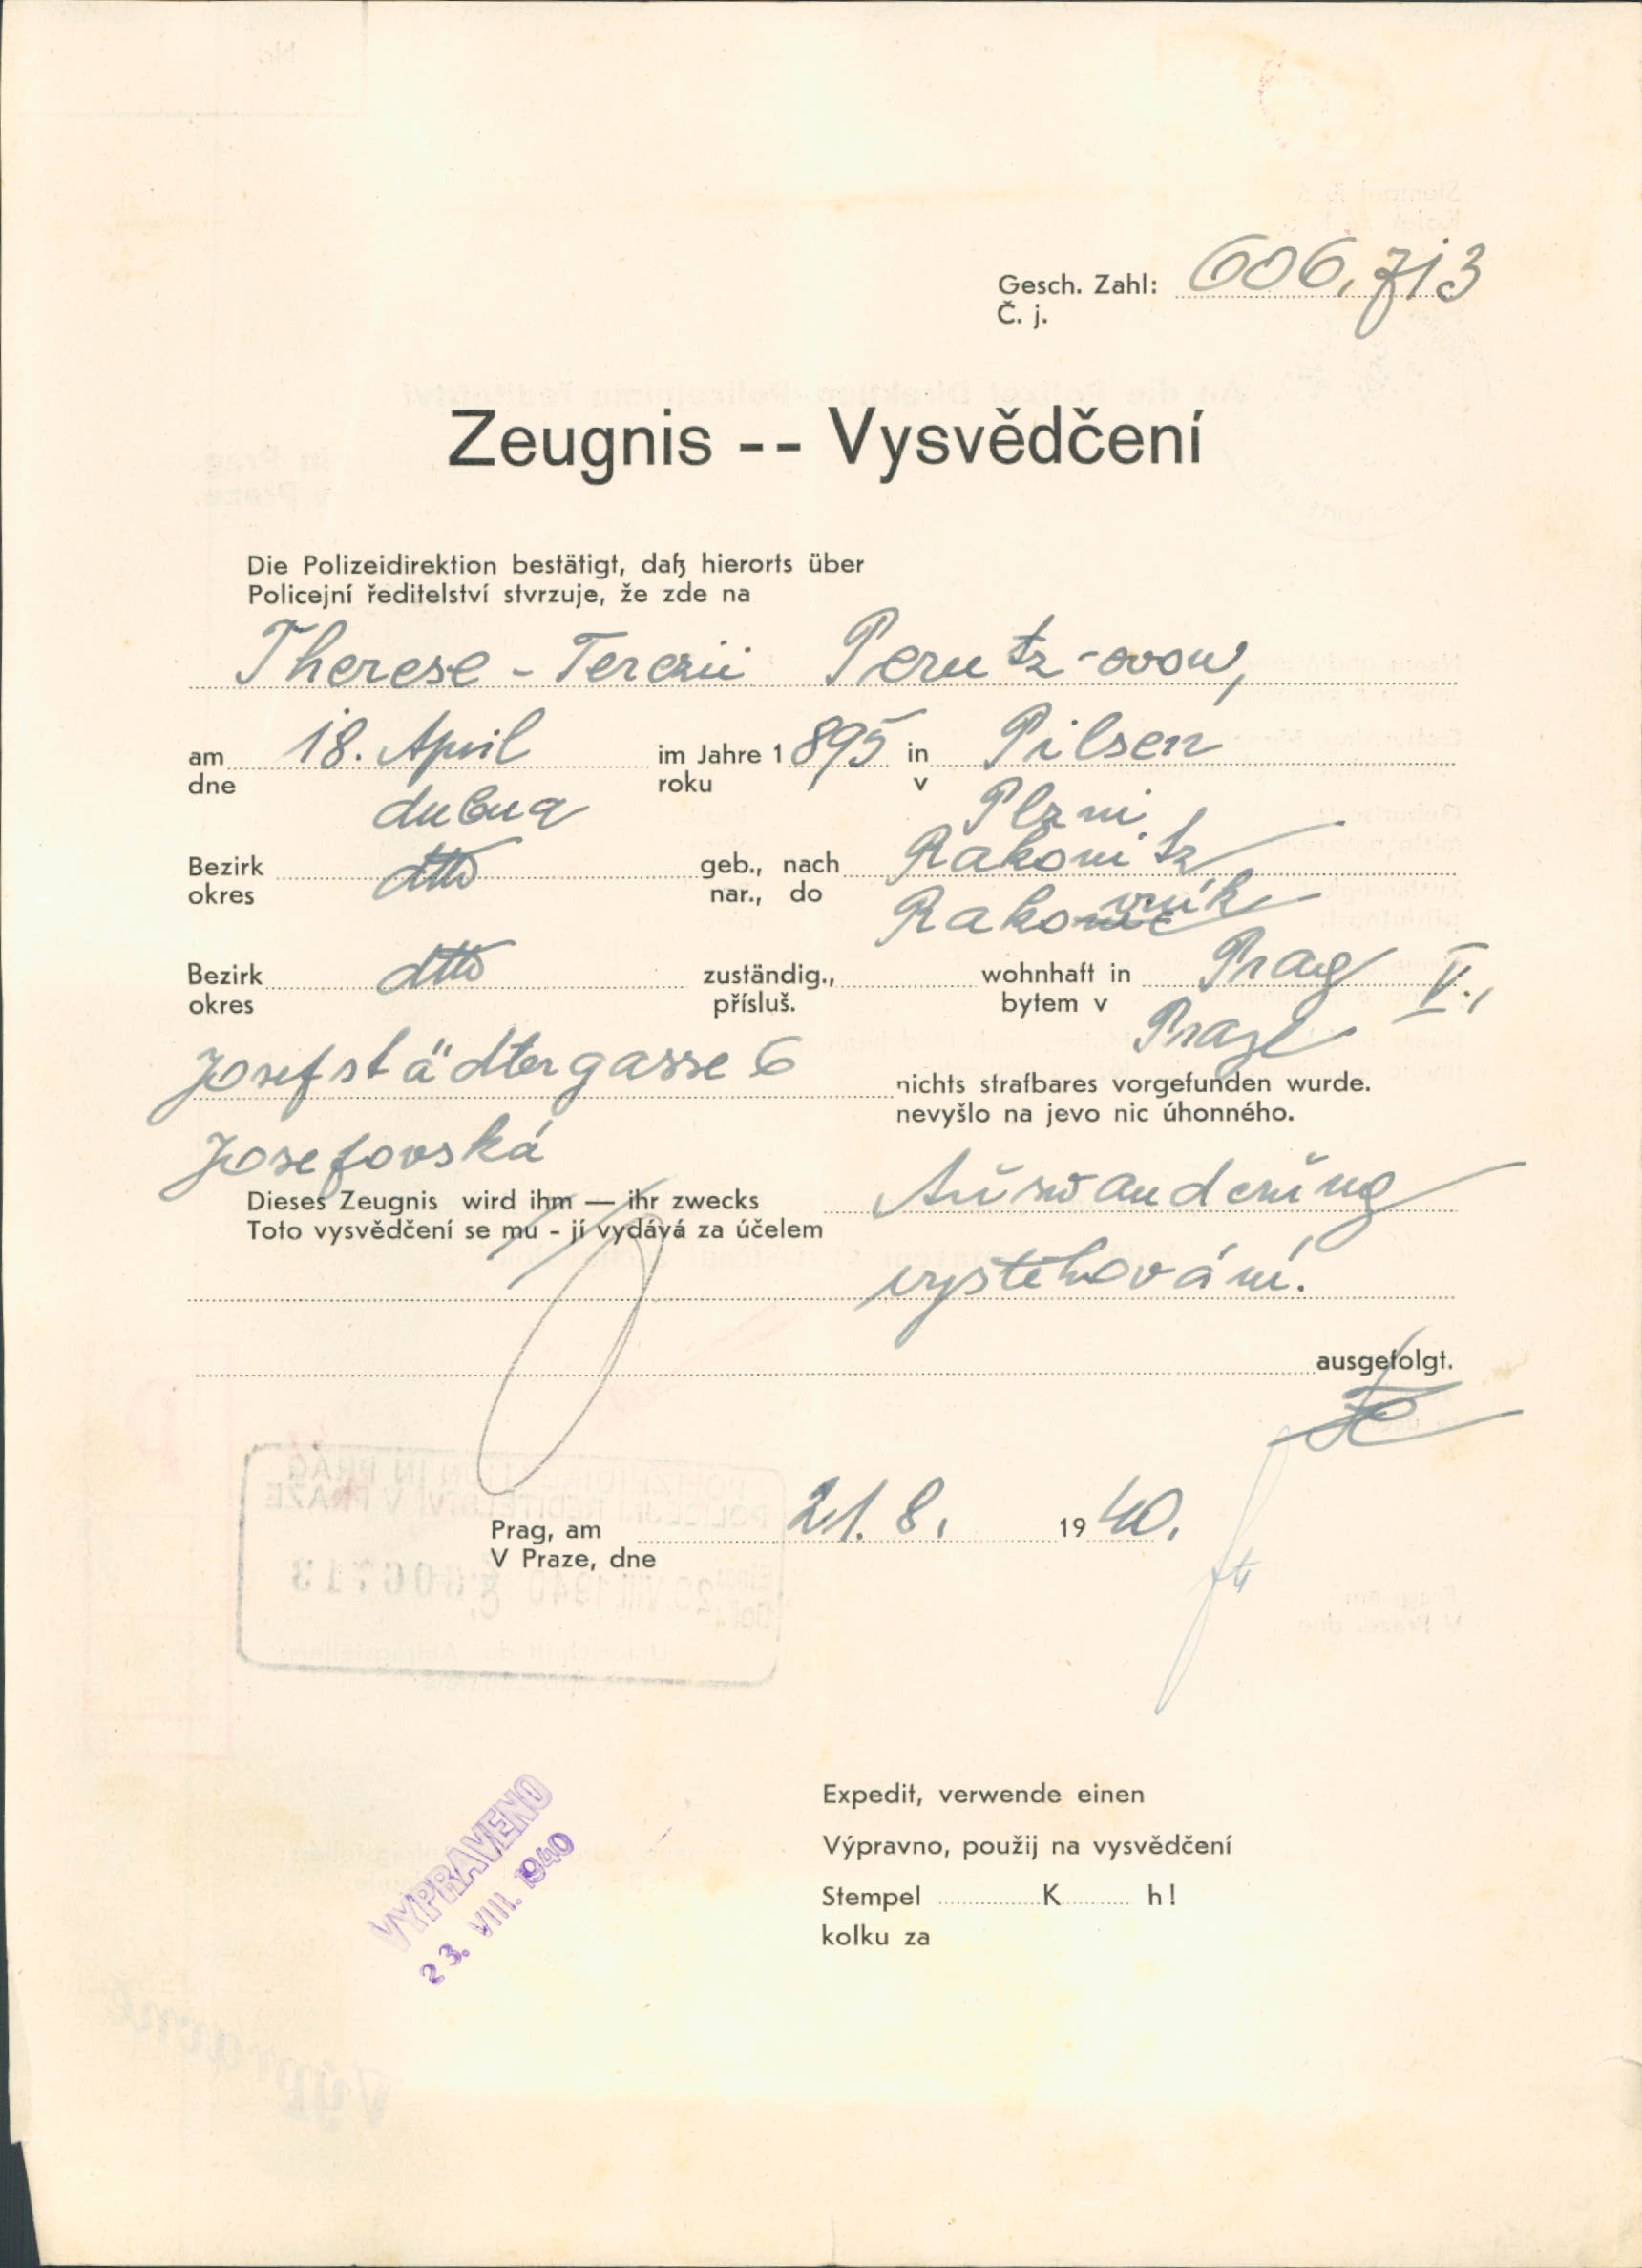 Gesch. Zahl: 606,713
Č. j.
Zeugnis -- Vysvědčení
Die Polizeidirektion bestätigt, daß hierorts über
Policejní ředitelství stvrzuje, že zde na
Therese - Terezii Perutz-ovou,
am 18. April im Jahre 1 895 in Pilsen
dne dubna roku v Plzni
Bezirk dtto geb., nach Rakonitz
okres nar., do Rakovník
Bezirk dtto zuständig., wohnhaft in Prag V.,
okres přísluš. bytem v Praze
Josefstädtergasse 6 nichts strafbares vorgefunden wurde.
nevyšlo na jevo nic úhonného.
Josefovská
Dieses Zeugnis wird ihm — ihr zwecks Auswanderung
Toto vysvědčení se mu - jí vydává za účelem
vystěhování.
ausgefolgt.
Prag, am 21. 8. 19 40.
V Praze, dne
VYPRAVENO
23. VIII. 1940
Expedit, verwende einen
Výpravno, použij na vysvědčení
Stempel K h!
kolku za